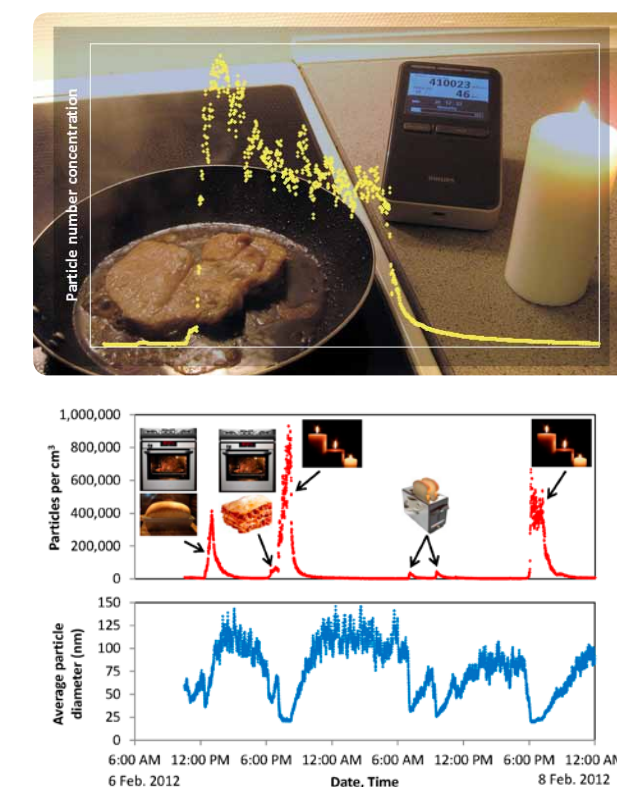 Particle number concentration
410023
46
PHILIPS
1,000,000
800,000
600,000
400,000
200,000
0
Particles per cm³
150
125
100
75
50
25
0
Average particle
diameter (nm)
6:00 AM 12:00 PM 6:00 PM 12:00 AM 6:00 AM 12:00 PM 6:00 PM 12:00 AM
6 Feb. 2012
Date, Time
8 Feb. 2012